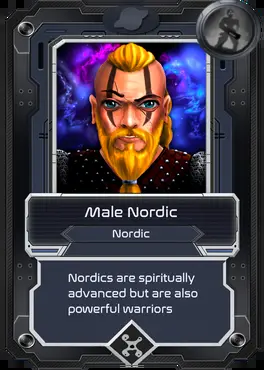 Male Nordic
Nordic
Nordics are spiritually
advanced but are also
powerful warriors